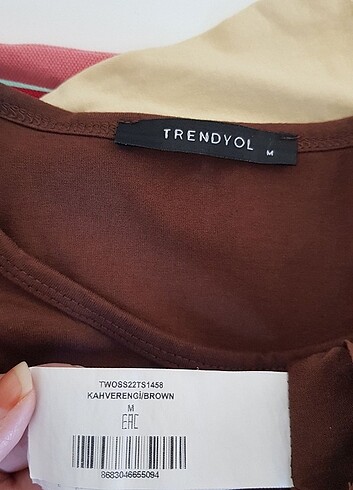 TRENDYOL M
TWOSS22TS1458
KAHVERENGİ/BROWN
M
EAC
8683046655094